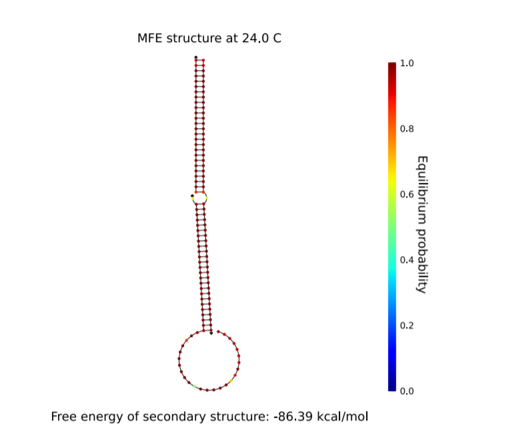 MFE structure at 24.0 C
1.0
0.8
0.6
0.4
0.2
0.0
Equilibrium probability
Free energy of secondary structure: -86.39 kcal/mol